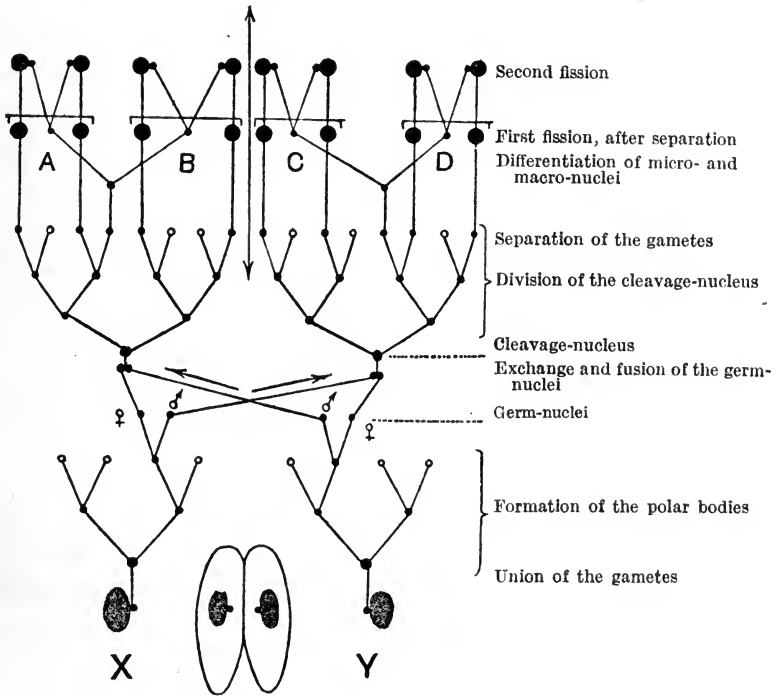 Second fission
First fission, after separation
A B C D
Differentiation of micro- and
macro-nuclei
Separation of the gametes
Division of the cleavage-nucleus
Cleavage-nucleus
Exchange and fusion of the germ-
nuclei
♂ ♂
♀ ♀
Germ-nuclei
Formation of the polar bodies
Union of the gametes
X Y